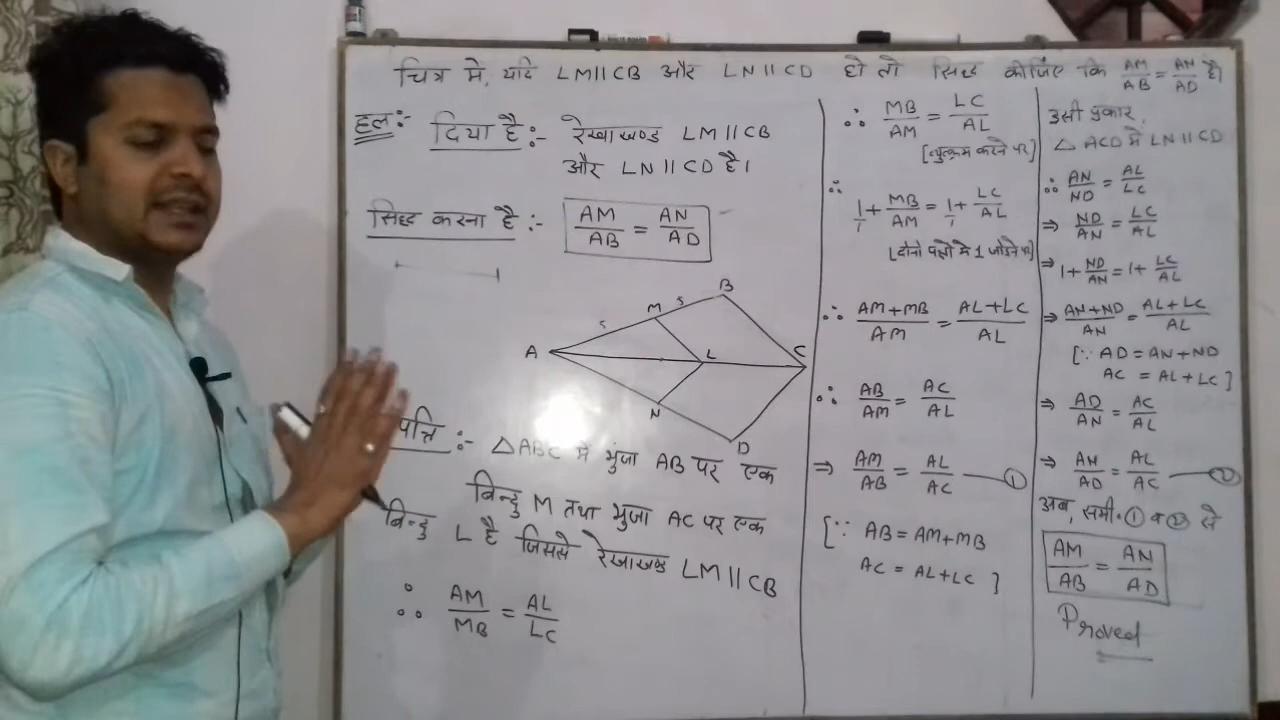 चित्र में, यदि LM||CB और LN||CD हो तो सिद्ध कीजिए कि AM/AB = AN/AD है।
हल:-
दिया है:- रेखाखण्ड LM||CB
और LN||CD है।
सिद्ध करना है:- AM/AB = AN/AD
A
M
B
L
C
N
D
पत्ति:- △ABC में भुजा AB पर एक
बिन्दु M तथा भुजा AC पर एक
बिन्दु L है जिससे रेखाखण्ड LM||CB
∴ AM/MB = AL/LC
∴ MB/AM = LC/AL
[व्युत्क्रम करने पर]
∴ 1/1 + MB/AM = 1/1 + LC/AL
[दोनो पक्षों में 1 जोड़ने पर]
∴ AM+MB/AM = AL+LC/AL
∴ AB/AM = AC/AL
⇒ AM/AB = AL/AC — ①
[∵ AB = AM+MB
AC = AL+LC]
उसी प्रकार,
△ ACD में LN||CD
∴ AN/ND = AL/LC
⇒ ND/AN = LC/AL
⇒ 1+ND/AN = 1+LC/AL
⇒ AN+ND/AN = AL+LC/AL
[∵ AD = AN+ND
AC = AL+LC]
⇒ AD/AN = AC/AL
⇒ AN/AD = AL/AC — ②
अब, समी. ① व ② से
AM/AB = AN/AD
Proved